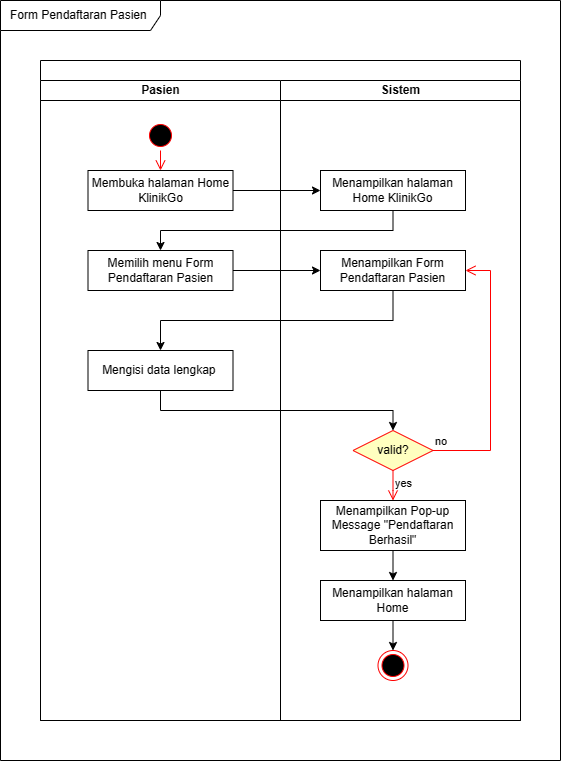 Form Pendaftaran Pasien
Pasien
Sistem
Membuka halaman Home
KlinikGo
Menampilkan halaman
Home KlinikGo
Memilih menu Form
Pendaftaran Pasien
Menampilkan Form
Pendaftaran Pasien
Mengisi data lengkap
valid?
no
yes
Menampilkan Pop-up
Message "Pendaftaran
Berhasil"
Menampilkan halaman
Home